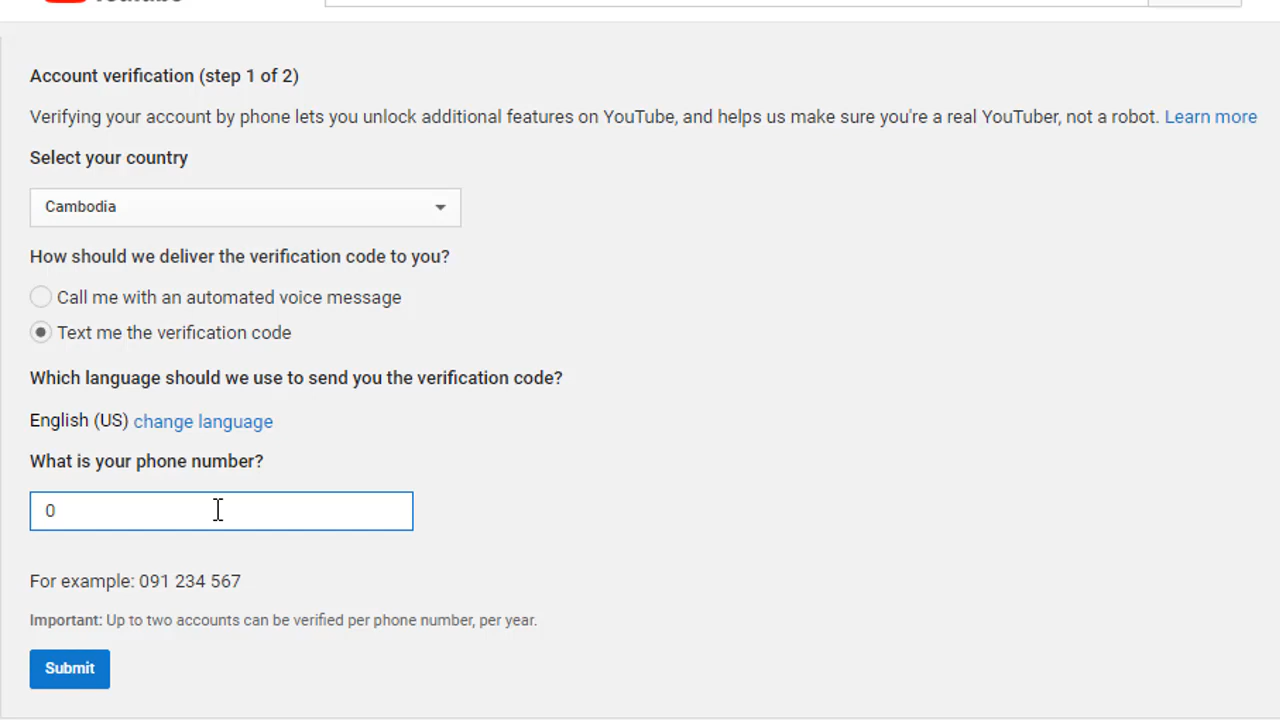 Account verification (step 1 of 2)
Verifying your account by phone lets you unlock additional features on YouTube, and helps us make sure you're a real YouTuber, not a robot. Learn more
Select your country
Cambodia
How should we deliver the verification code to you?
Call me with an automated voice message
Text me the verification code
Which language should we use to send you the verification code?
English (US) change language
What is your phone number?
0
For example: 091 234 567
Important: Up to two accounts can be verified per phone number, per year.
Submit